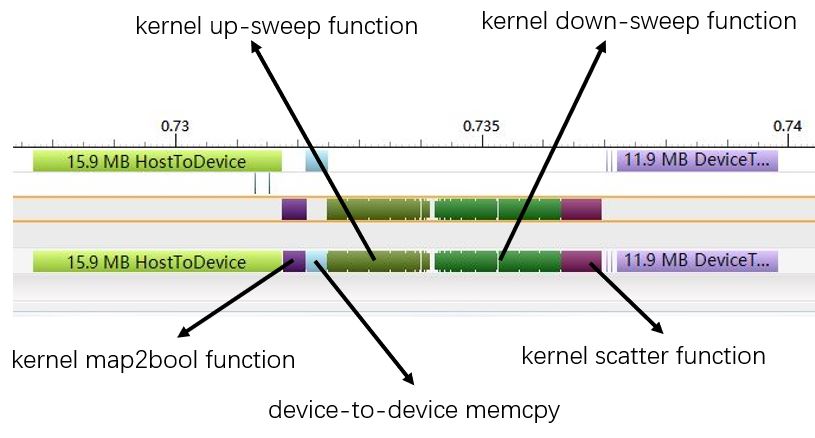 kernel up-sweep function
kernel down-sweep function
0.73
0.735
0.74
15.9 MB HostToDevice
11.9 MB DeviceT...
15.9 MB HostToDevice
11.9 MB DeviceT...
kernel map2bool function
kernel scatter function
device-to-device memcpy